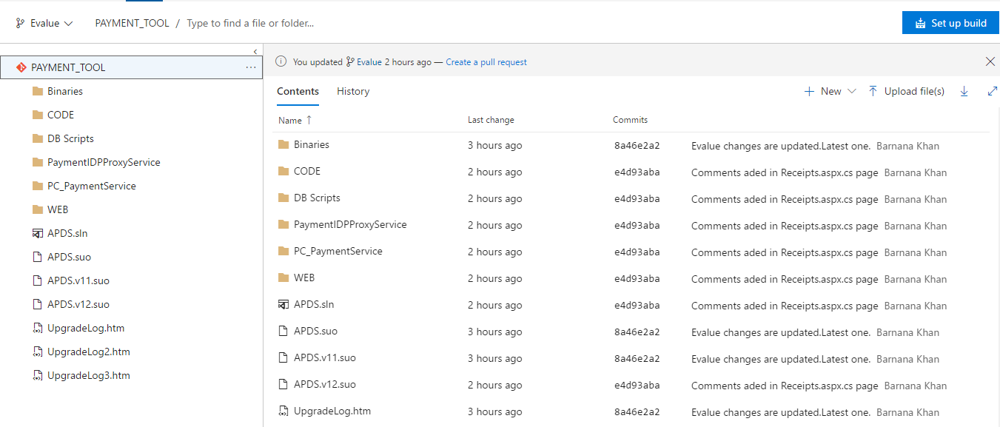 Evalue PAYMENT_TOOL / Type to find a file or folder... Set up build
PAYMENT_TOOL ...
Binaries
CODE
DB Scripts
PaymentIDPProxyService
PC_PaymentService
WEB
APDS.sln
APDS.suo
APDS.v11.suo
APDS.v12.suo
UpgradeLog.htm
UpgradeLog2.htm
UpgradeLog3.htm
You updated Evalue 2 hours ago — Create a pull request
Contents History New Upload file(s)
Name ↑ Last change Commits
Binaries 3 hours ago 8a46e2a2 Evalue changes are updated.Latest one. Barnana Khan
CODE 2 hours ago e4d93aba Comments aded in Receipts.aspx.cs page Barnana Khan
DB Scripts 2 hours ago e4d93aba Comments aded in Receipts.aspx.cs page Barnana Khan
PaymentIDPProxyService 2 hours ago e4d93aba Comments aded in Receipts.aspx.cs page Barnana Khan
PC_PaymentService 2 hours ago e4d93aba Comments aded in Receipts.aspx.cs page Barnana Khan
WEB 2 hours ago e4d93aba Comments aded in Receipts.aspx.cs page Barnana Khan
APDS.sln 2 hours ago e4d93aba Comments aded in Receipts.aspx.cs page Barnana Khan
APDS.suo 3 hours ago 8a46e2a2 Evalue changes are updated.Latest one. Barnana Khan
APDS.v11.suo 3 hours ago 8a46e2a2 Evalue changes are updated.Latest one. Barnana Khan
APDS.v12.suo 2 hours ago e4d93aba Comments aded in Receipts.aspx.cs page Barnana Khan
UpgradeLog.htm 3 hours ago 8a46e2a2 Evalue changes are updated.Latest one. Barnana Khan